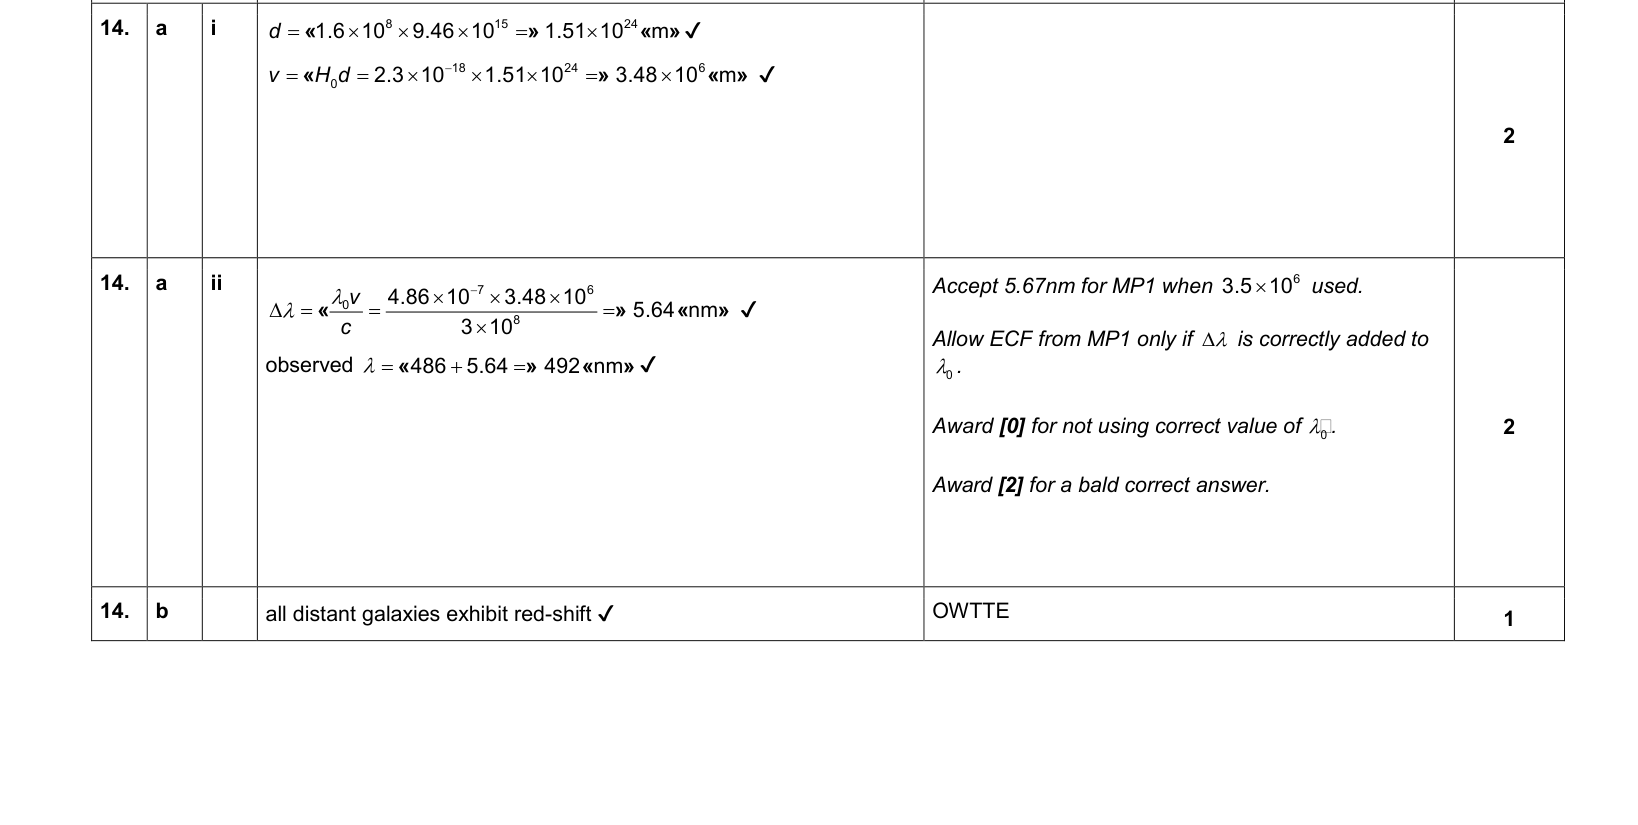 14. a i d = «1.6×10⁸ ×9.46×10¹⁵ =» 1.51×10²⁴ «m» ✓
v = «H₀d = 2.3×10⁻¹⁸ ×1.51×10²⁴ =» 3.48×10⁶ «m» ✓
2
14. a ii Δλ = «λ₀v/c = 4.86×10⁻⁷ ×3.48×10⁶/3×10⁸ =» 5.64 «nm» ✓
observed λ = «486 + 5.64 =» 492 «nm» ✓
Accept 5.67nm for MP1 when 3.5×10⁶ used.
Allow ECF from MP1 only if Δλ is correctly added to
λ₀.
Award [0] for not using correct value of λ₀.
Award [2] for a bald correct answer.
2
14. b all distant galaxies exhibit red-shift ✓
OWTTE
1